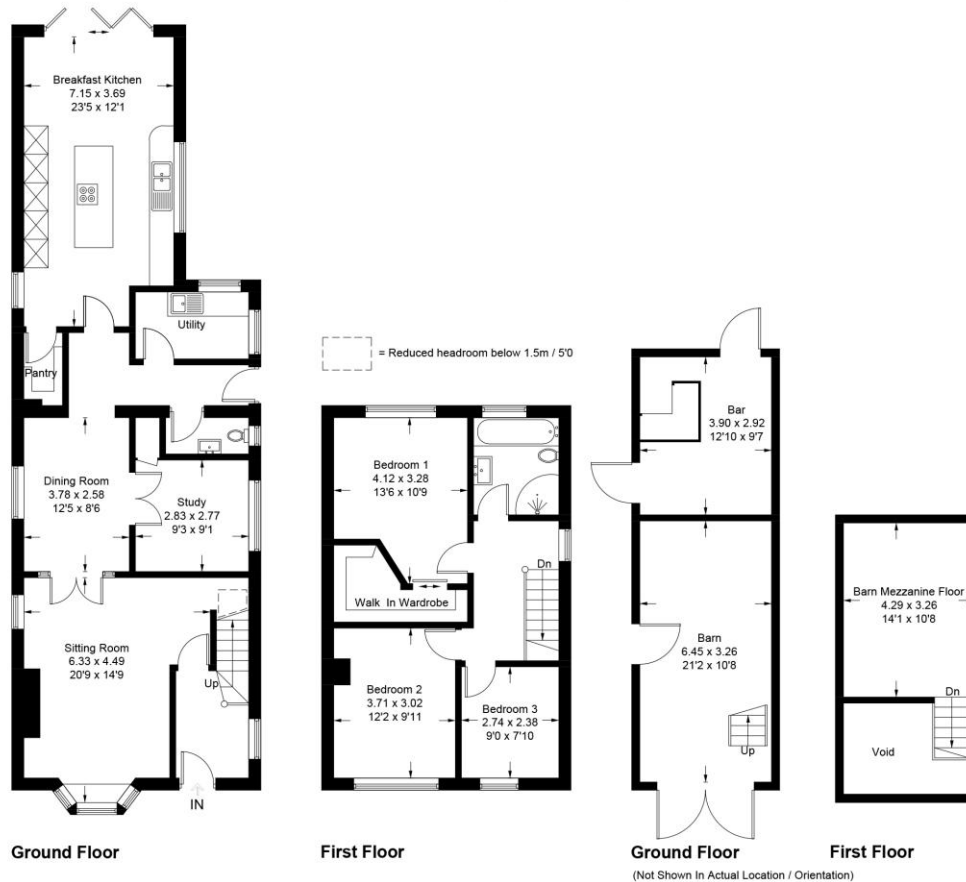 Breakfast Kitchen
7.15 x 3.69
23'5 x 12'1
Utility
Pantry
Dining Room
3.78 x 2.58
12'5 x 8'6
Study
2.83 x 2.77
9'3 x 9'1
Sitting Room
6.33 x 4.49
20'9 x 14'9
Up
IN
Ground Floor
= Reduced headroom below 1.5m / 5'0
Bedroom 1
4.12 x 3.28
13'6 x 10'9
Dn
Walk In Wardrobe
Bedroom 2
3.71 x 3.02
12'2 x 9'11
Bedroom 3
2.74 x 2.38
9'0 x 7'10
First Floor
Bar
3.90 x 2.92
12'10 x 9'7
Barn
6.45 x 3.26
21'2 x 10'8
Up
Ground Floor
(Not Shown In Actual Location / Orientation)
Barn Mezzanine Floor
4.29 x 3.26
14'1 x 10'8
Dn
Void
First Floor